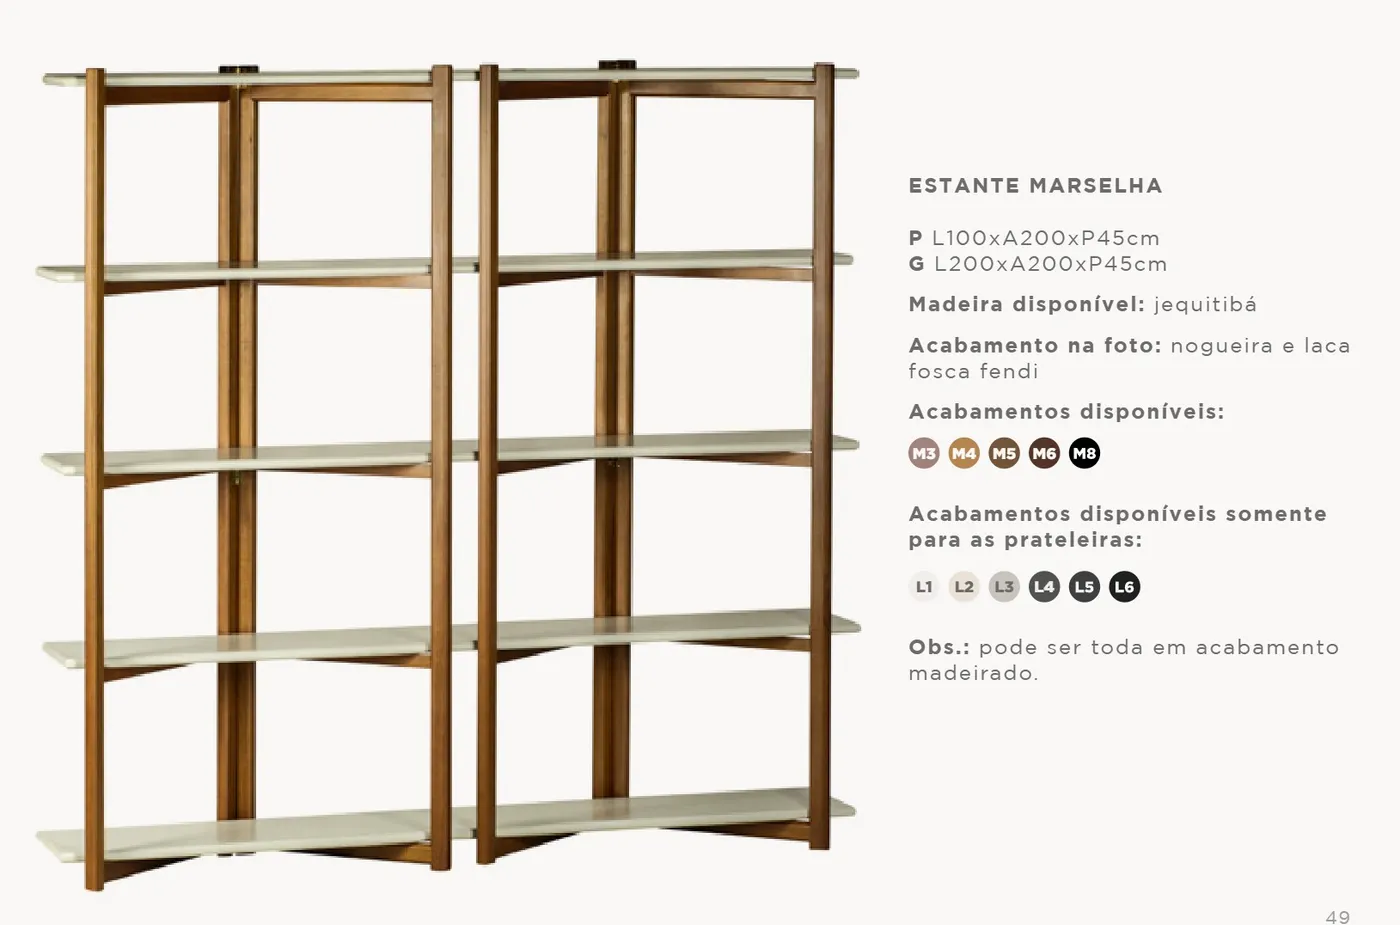 ESTANTE MARSELHA
P L100xA200xP45cm
G L200xA200xP45cm
Madeira disponível: jequitibá
Acabamento na foto: nogueira e laca
fosca fendi
Acabamentos disponíveis:
M3 M4 M5 M6 M8
Acabamentos disponíveis somente
para as prateleiras:
L1 L2 L3 L4 L5 L6
Obs.: pode ser toda em acabamento
madeirado.
49